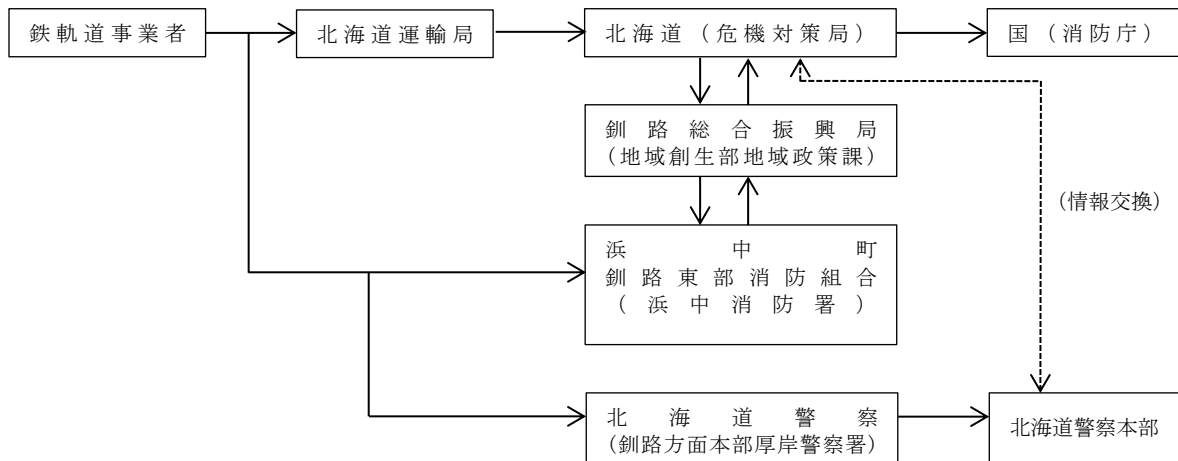 鉄軌道事業者
北海道運輸局
北海道（危機対策局）
国（消防庁）
釧路総合振興局
（地域創生部地域政策課）
（情報交換）
浜中町
釧路東部消防組合
（浜中消防署）
北海道警察
（釧路方面本部厚岸警察署）
北海道警察本部